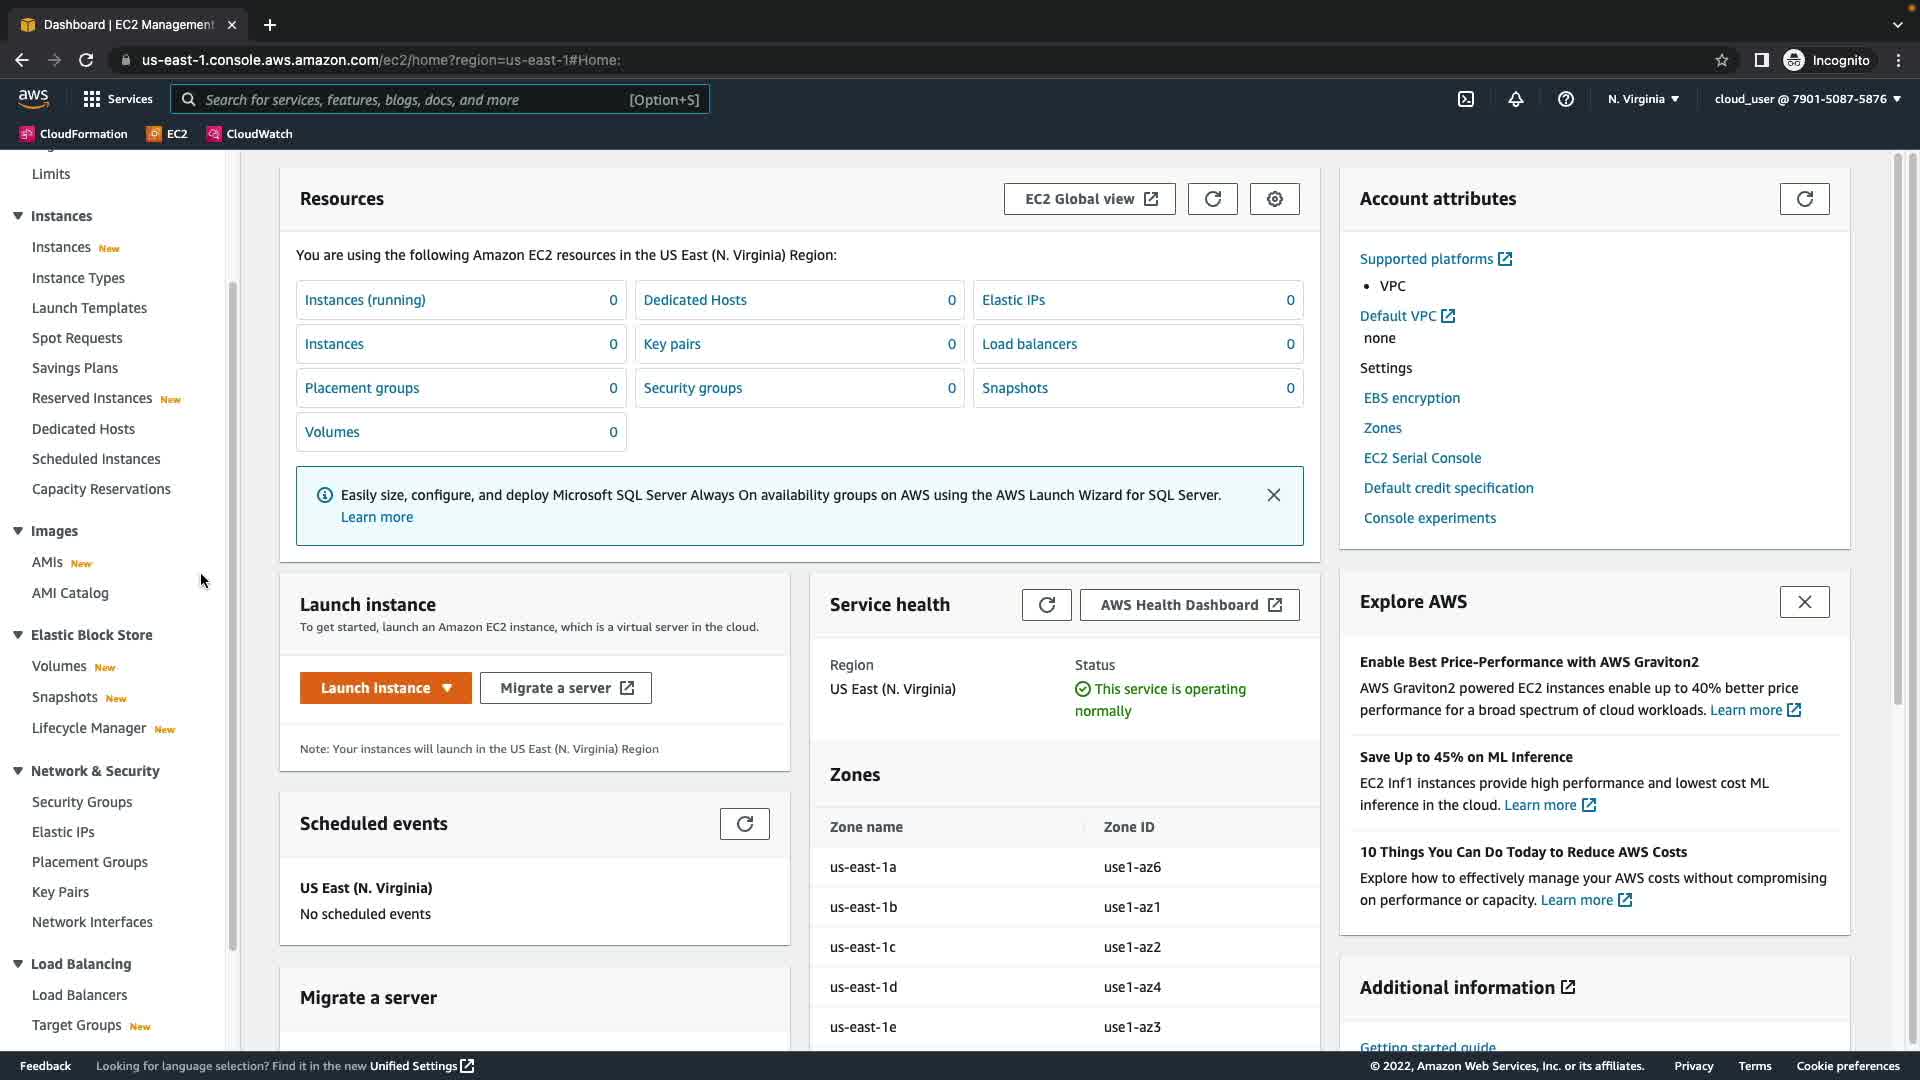 Dashboard | EC2 Management
us-east-1.console.aws.amazon.com/ec2/home?region=us-east-1#Home:
Incognito
aws
Services
Search for services, features, blogs, docs, and more
[Option+S]
N. Virginia
cloud_user @ 7901-5087-5876
CloudFormation
EC2
CloudWatch
Limits
Instances
Instances New
Instance Types
Launch Templates
Spot Requests
Savings Plans
Reserved Instances New
Dedicated Hosts
Scheduled Instances
Capacity Reservations
Images
AMIs New
AMI Catalog
Elastic Block Store
Volumes New
Snapshots New
Lifecycle Manager New
Network & Security
Security Groups
Elastic IPs
Placement Groups
Key Pairs
Network Interfaces
Load Balancing
Load Balancers
Target Groups New
Resources
EC2 Global view
You are using the following Amazon EC2 resources in the US East (N. Virginia) Region:
Instances (running) 0
Dedicated Hosts 0
Elastic IPs 0
Instances 0
Key pairs 0
Load balancers 0
Placement groups 0
Security groups 0
Snapshots 0
Volumes 0
Easily size, configure, and deploy Microsoft SQL Server Always On availability groups on AWS using the AWS Launch Wizard for SQL Server.
Learn more
Launch instance
To get started, launch an Amazon EC2 instance, which is a virtual server in the cloud.
Launch Instance
Migrate a server
Note: Your instances will launch in the US East (N. Virginia) Region
Scheduled events
US East (N. Virginia)
No scheduled events
Migrate a server
Service health
AWS Health Dashboard
Region
US East (N. Virginia)
Status
This service is operating
normally
Zones
Zone name Zone ID
us-east-1a use1-az6
us-east-1b use1-az1
us-east-1c use1-az2
us-east-1d use1-az4
us-east-1e use1-az3
Account attributes
Supported platforms
• VPC
Default VPC
none
Settings
EBS encryption
Zones
EC2 Serial Console
Default credit specification
Console experiments
Explore AWS
Enable Best Price-Performance with AWS Graviton2
AWS Graviton2 powered EC2 instances enable up to 40% better price
performance for a broad spectrum of cloud workloads. Learn more
Save Up to 45% on ML Inference
EC2 Inf1 instances provide high performance and lowest cost ML
inference in the cloud. Learn more
10 Things You Can Do Today to Reduce AWS Costs
Explore how to effectively manage your AWS costs without compromising
on performance or capacity. Learn more
Additional information
Getting started guide
Feedback
Looking for language selection? Find it in the new Unified Settings
© 2022, Amazon Web Services, Inc. or its affiliates.
Privacy
Terms
Cookie preferences